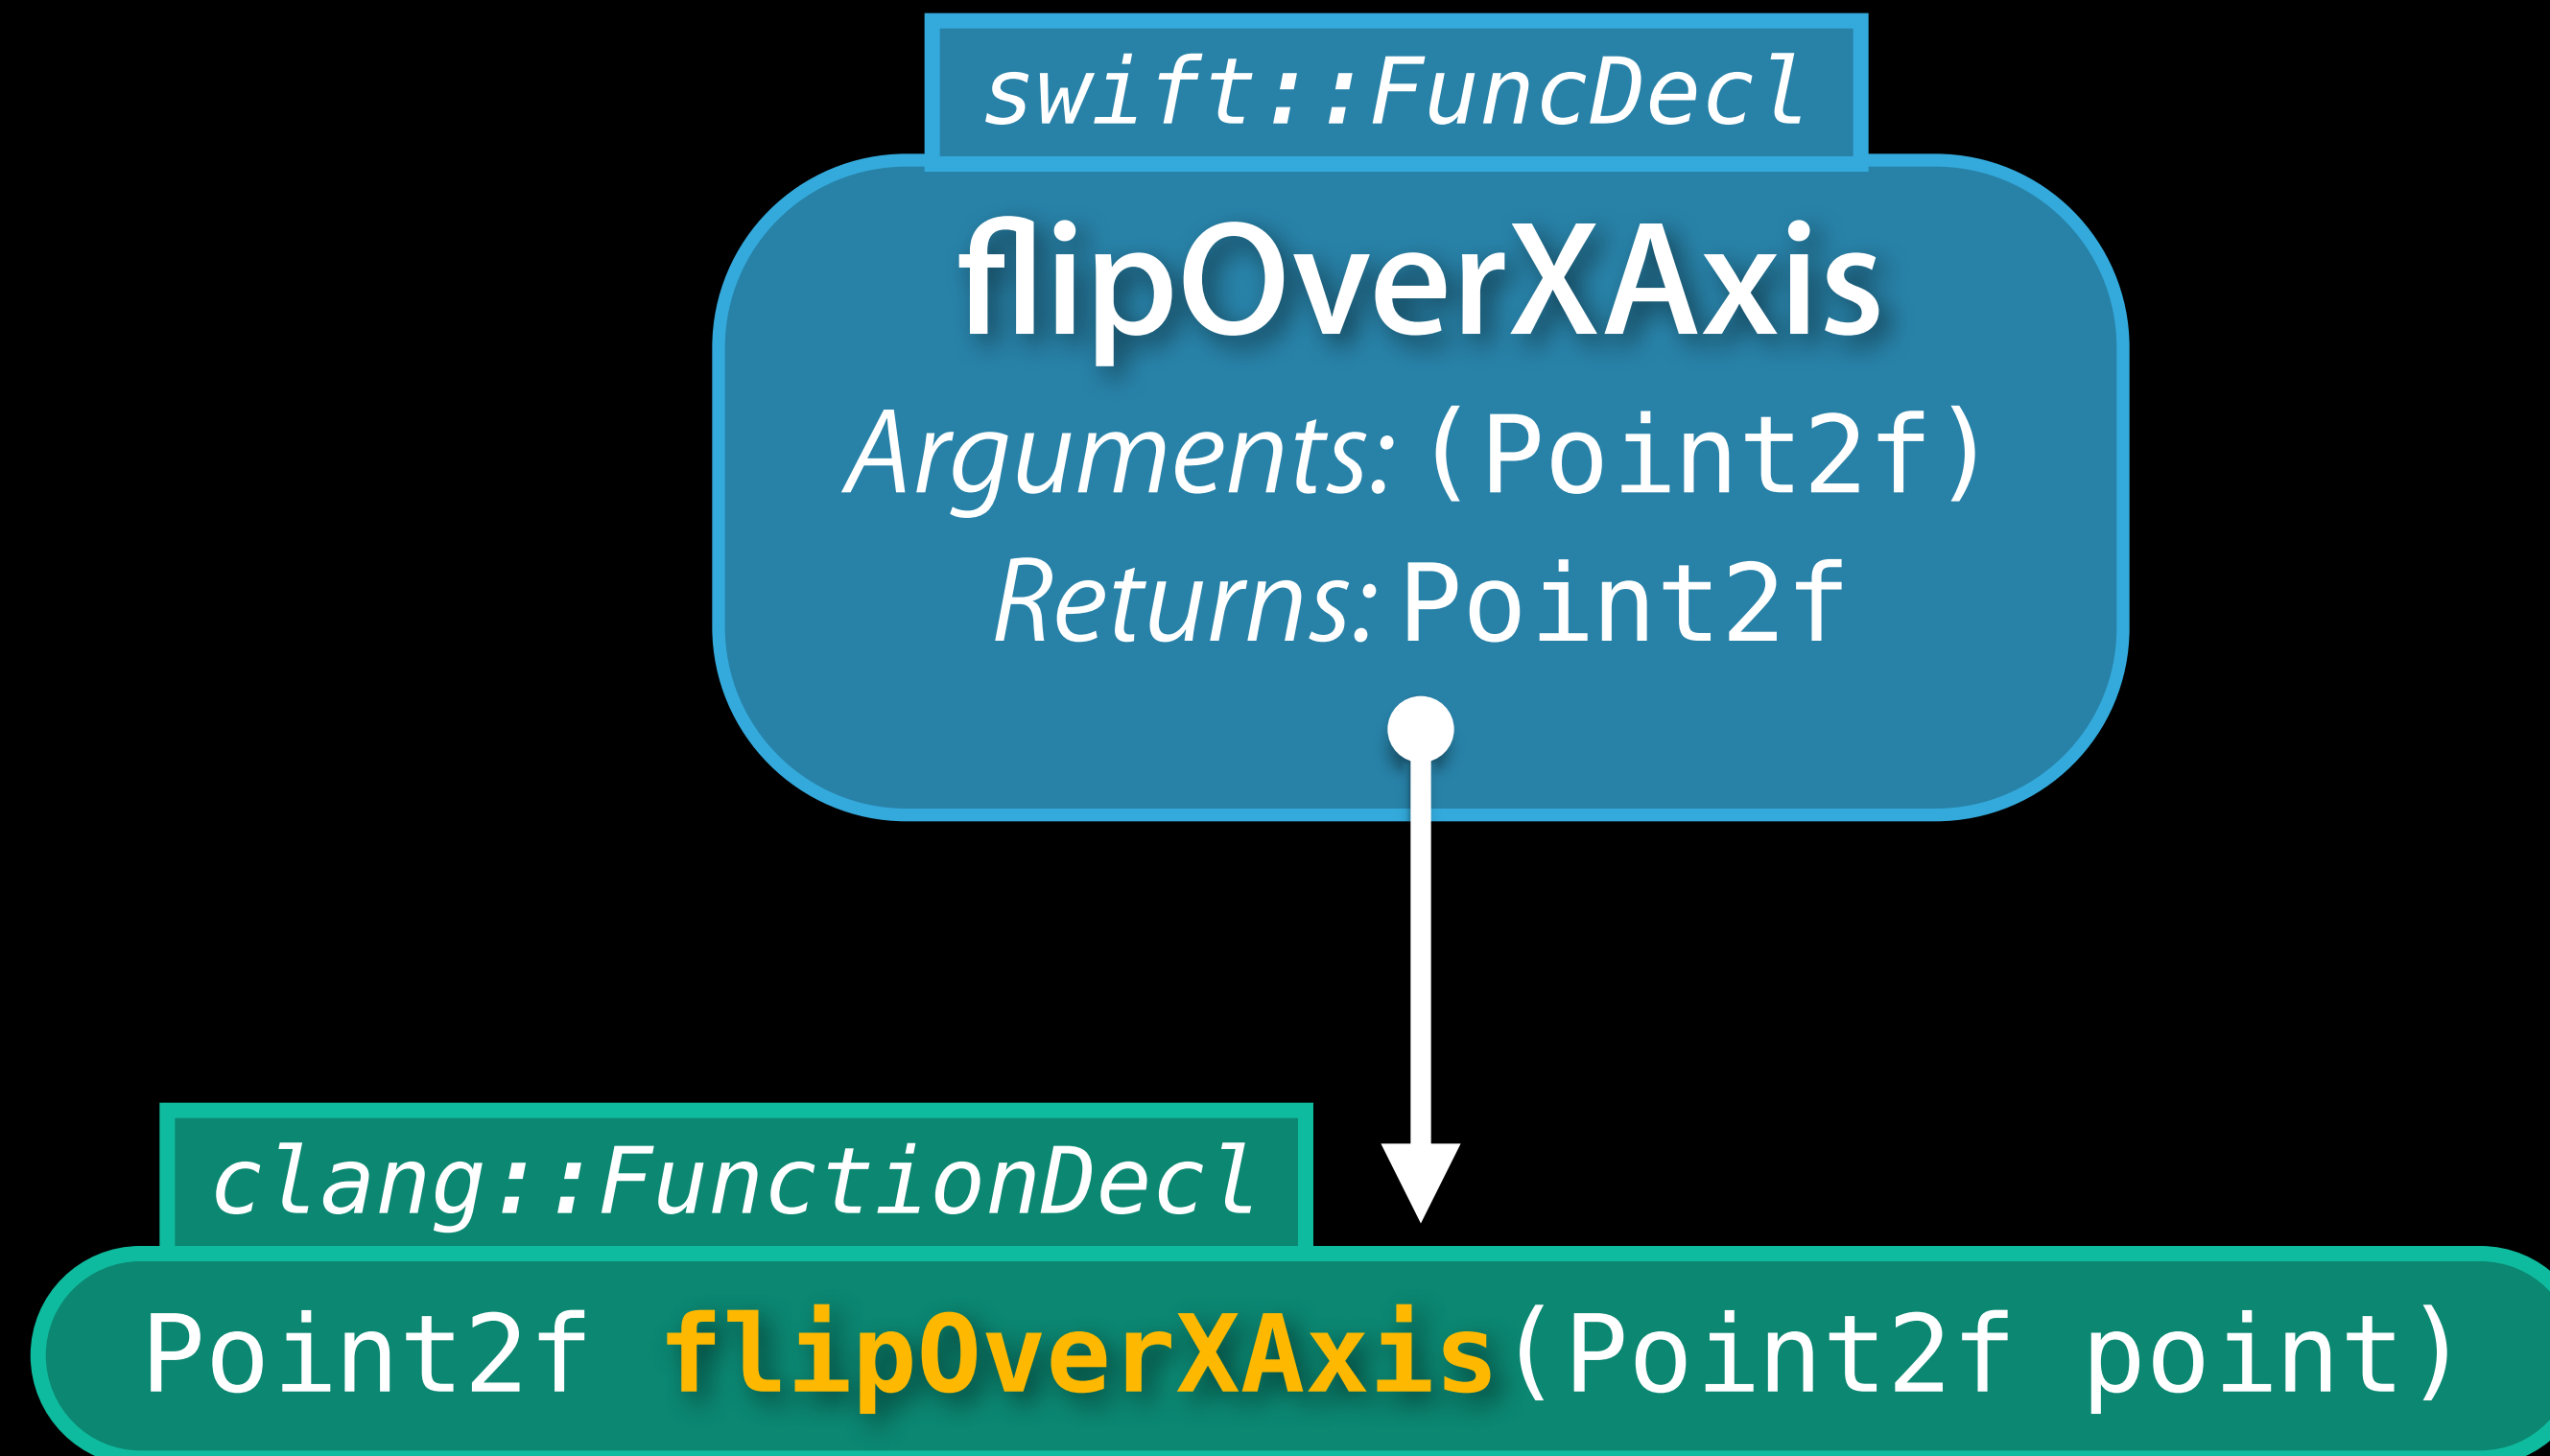 swift::FuncDecl
flipOverXAxis
Arguments: (Point2f)
Returns: Point2f
clang::FunctionDecl
Point2f flipOverXAxis(Point2f point)